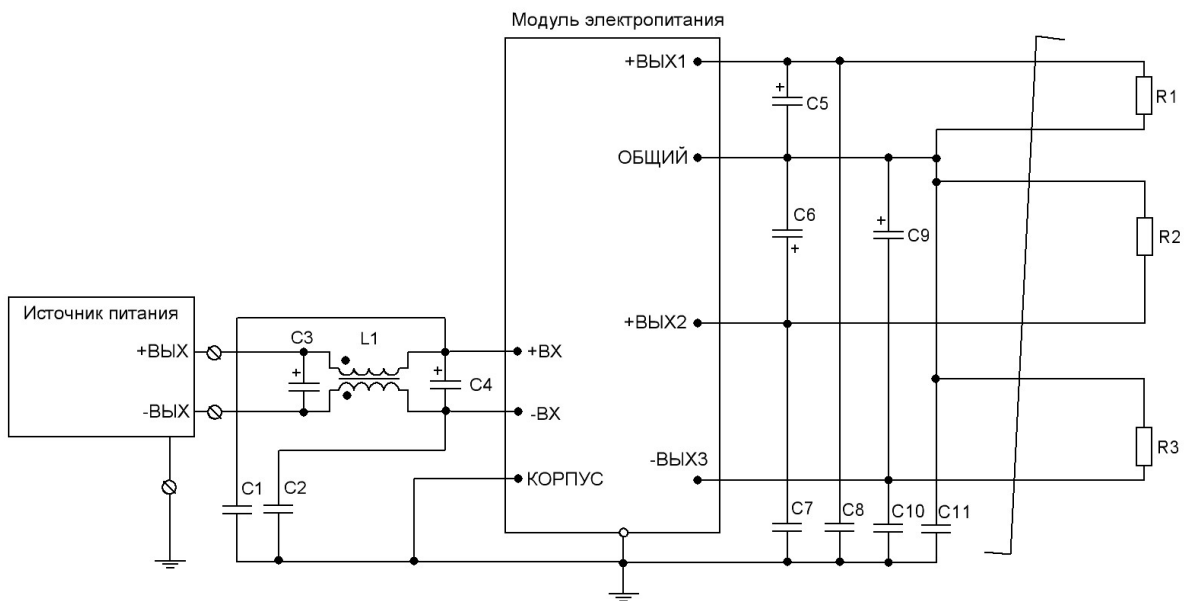 Модуль электропитания
+ВЫХ1
+
C5
R1
ОБЩИЙ
C6
+
+
C9
R2
Источник питания
+ВЫХ
-ВЫХ
C3
+
L1
+
C4
+ВХ
-ВХ
+ВЫХ2
КОРПУС
-ВЫХ3
R3
C1
C2
C7
C8
C10
C11